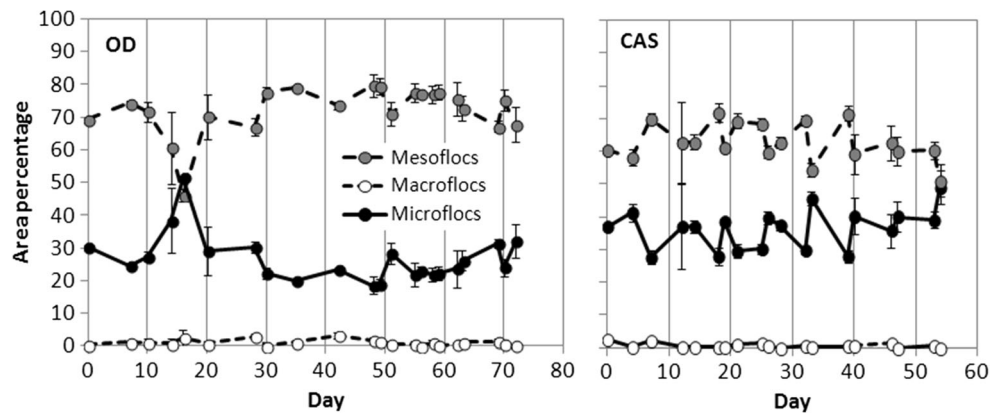 100
90
80
70
60
50
40
30
20
10
0
Area percentage
OD
Mesoflocs
Macroflocs
Microflocs
0 10 20 30 40 50 60 70 80
Day
CAS
0 10 20 30 40 50 60
Day